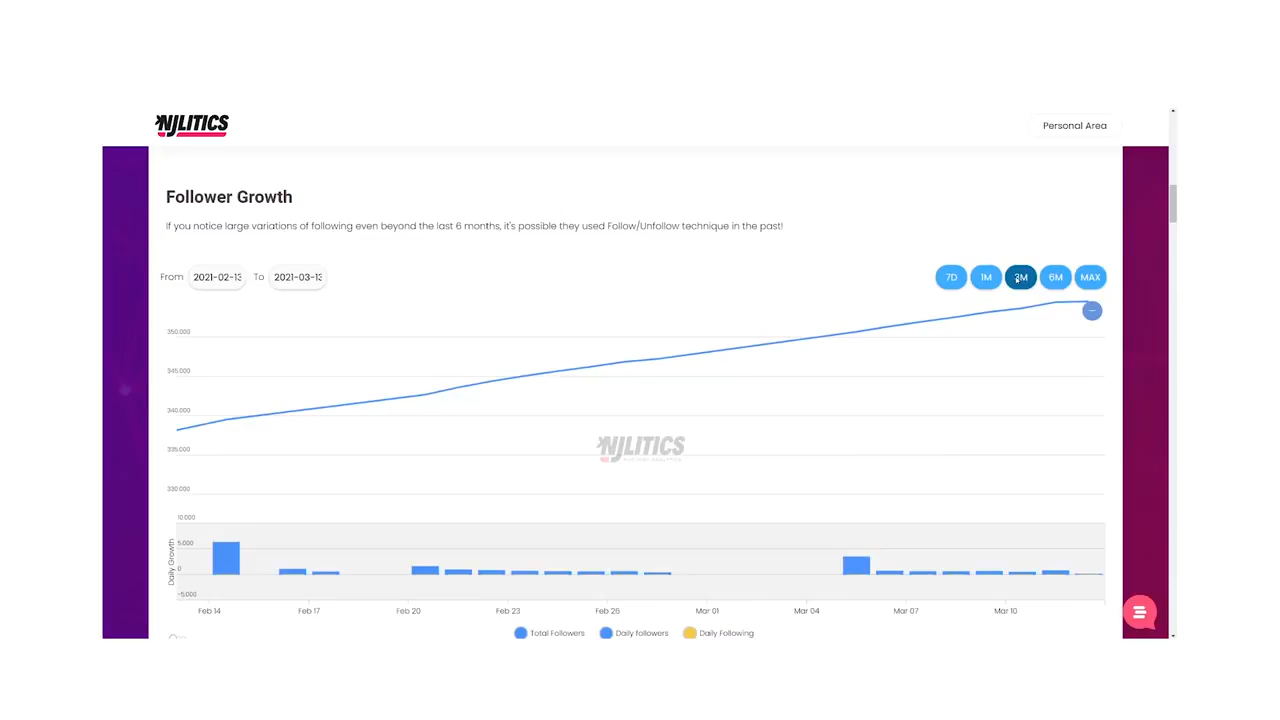 NJLITICS
Personal Area
Follower Growth
If you notice large variations of following even beyond the last 6 months, it's possible they used Follow/Unfollow technique in the past!
From 2021-02-13 To 2021-03-13
7D 1M 3M 6M MAX
350.000
345.000
340.000
NJLITICS
335.000
330.000
10.000
5.000
0
-5.000
Daily Growth
Feb 14 Feb 17 Feb 20 Feb 23 Feb 26 Mar 01 Mar 04 Mar 07 Mar 10
Total Followers Daily followers Daily Following